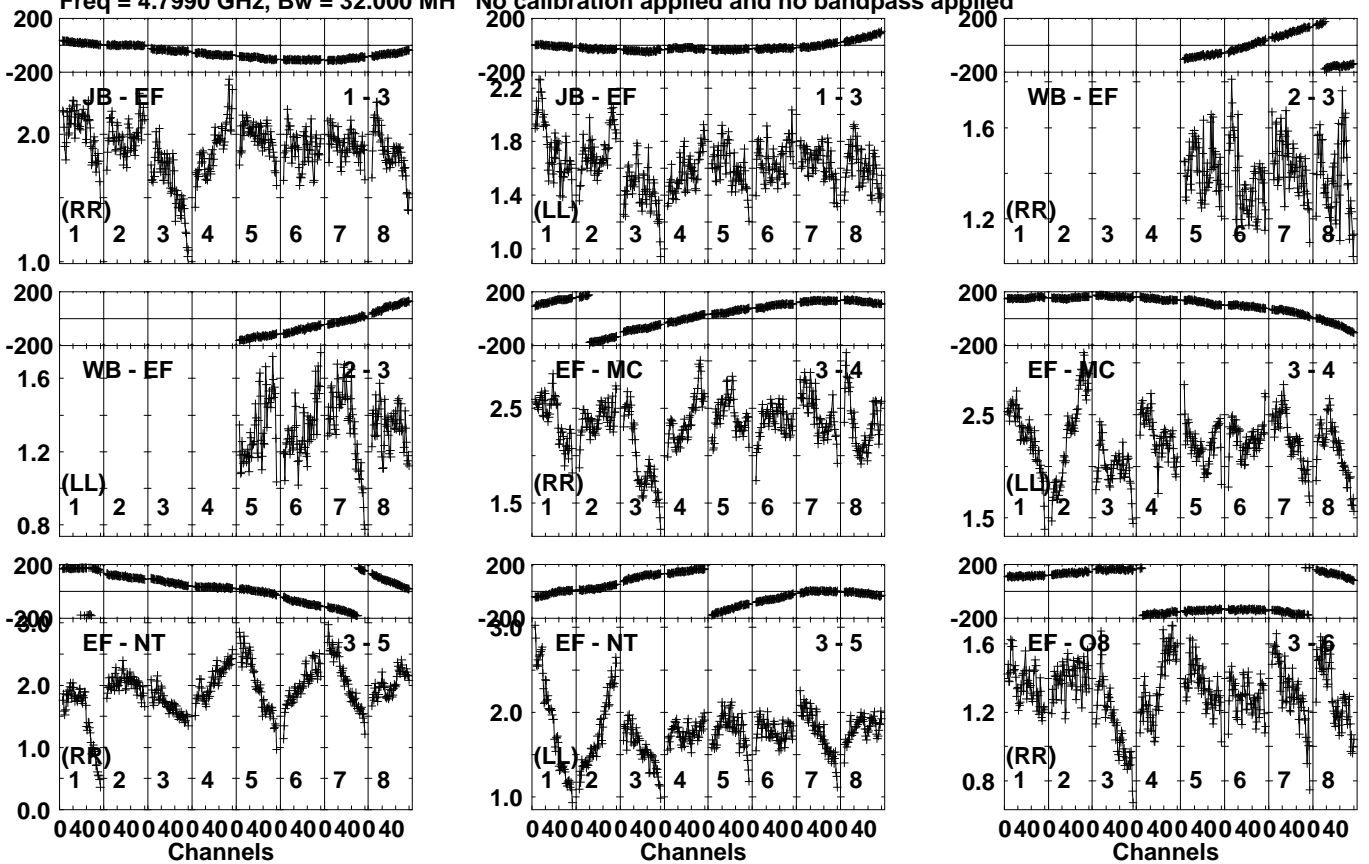 Freq = 4.7990 GHz, Bw = 32.000 MH No calibration applied and no bandpass applied
200
-200
JB - EF 1 - 3
2.0
(RR)
1 2 3 4 5 6 7 8
1.0
200
-200
2.2
JB - EF 1 - 3
1.8
1.4
(LL)
1 2 3 4 5 6 7 8
1.0
200
-200
WB - EF 2 - 3
1.6
1.2
(RR)
1 2 3 4 5 6 7 8
200
-200
WB - EF 2 - 3
1.6
1.2
(LL)
1 2 3 4 5 6 7 8
0.8
200
-200
EF - MC 3 - 4
2.5
(RR)
1.5
1 2 3 4 5 6 7 8
200
-200
EF - MC 3 - 4
2.5
(LL)
1.5
1 2 3 4 5 6 7 8
200
-200
3.0
EF - NT 3 - 5
2.0
1.0
(RR)
1 2 3 4 5 6 7 8
0.0
0 40 0 40 0 40 0 40 0 40 0 40 0 40 0 40
Channels
200
-200
3.0
EF - NT 3 - 5
2.0
(LL)
1 2 3 4 5 6 7 8
1.0
0 40 0 40 0 40 0 40 0 40 0 40 0 40 0 40
Channels
200
-200
EF - O8 3 - 6
1.6
1.2
(RR)
1 2 3 4 5 6 7 8
0.8
0 40 0 40 0 40 0 40 0 40 0 40 0 40 0 40
Channels